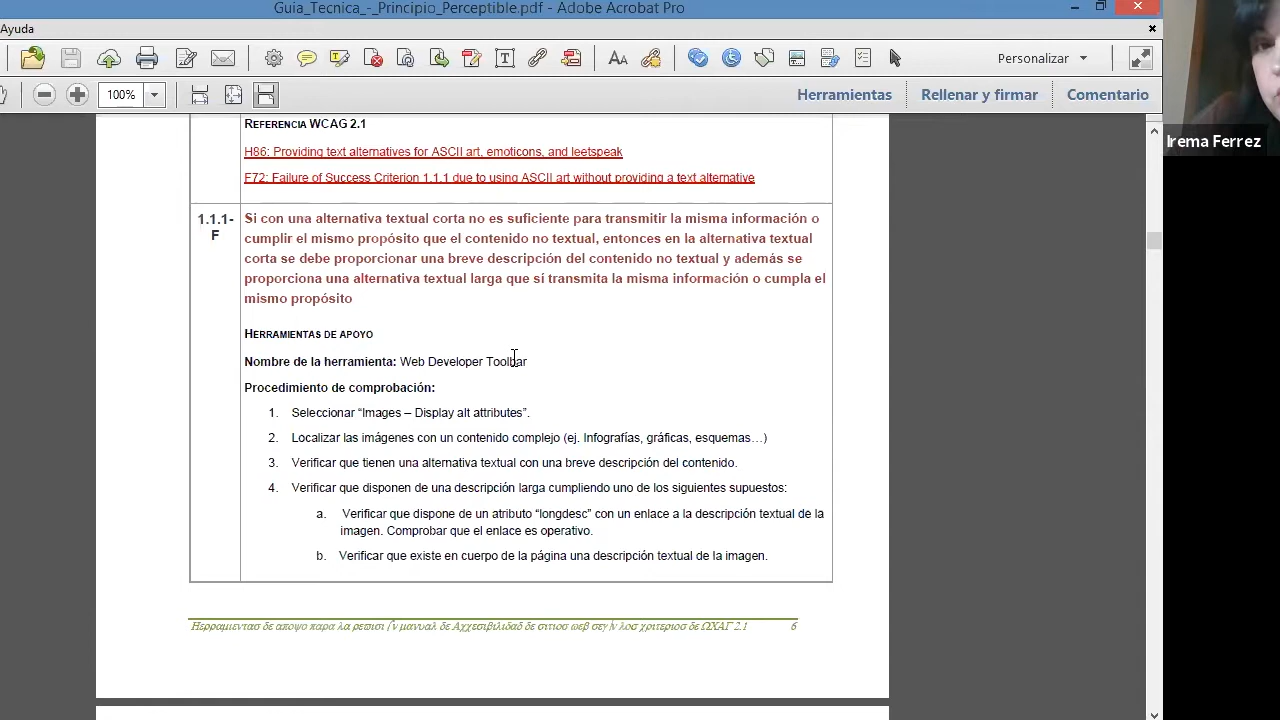 Guia_Tecnica_-_Principio_Perceptible.pdf - Adobe Acrobat Pro
Ayuda
Personalizar
100%
Herramientas
Rellenar y firmar
Comentario
Irema Ferrez
REFERENCIA WCAG 2.1
H86: Providing text alternatives for ASCII art, emoticons, and leetspeak
F72: Failure of Success Criterion 1.1.1 due to using ASCII art without providing a text alternative
1.1.1-
F
Si con una alternativa textual corta no es suficiente para transmitir la misma información o
cumplir el mismo propósito que el contenido no textual, entonces en la alternativa textual
corta se debe proporcionar una breve descripción del contenido no textual y además se
proporciona una alternativa textual larga que sí transmita la misma información o cumpla el
mismo propósito
HERRAMIENTAS DE APOYO
Nombre de la herramienta: Web Developer Toolbar
Procedimiento de comprobación:
1. Seleccionar “Images – Display alt attributes”.
2. Localizar las imágenes con un contenido complejo (ej. Infografías, gráficas, esquemas…)
3. Verificar que tienen una alternativa textual con una breve descripción del contenido.
4. Verificar que disponen de una descripción larga cumpliendo uno de los siguientes supuestos:
a. Verificar que dispone de un atributo “longdesc” con un enlace a la descripción textual de la
imagen. Comprobar que el enlace es operativo.
b. Verificar que existe en cuerpo de la página una descripción textual de la imagen.
6